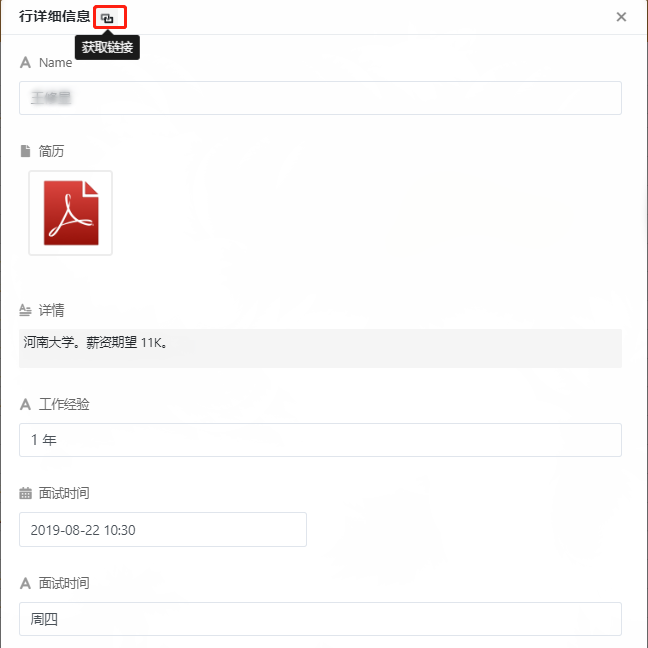 行详细信息
获取链接
Name
简历
详情
河南大学。薪资期望 11K。
工作经验
1 年
面试时间
2019-08-22 10:30
面试时间
周四